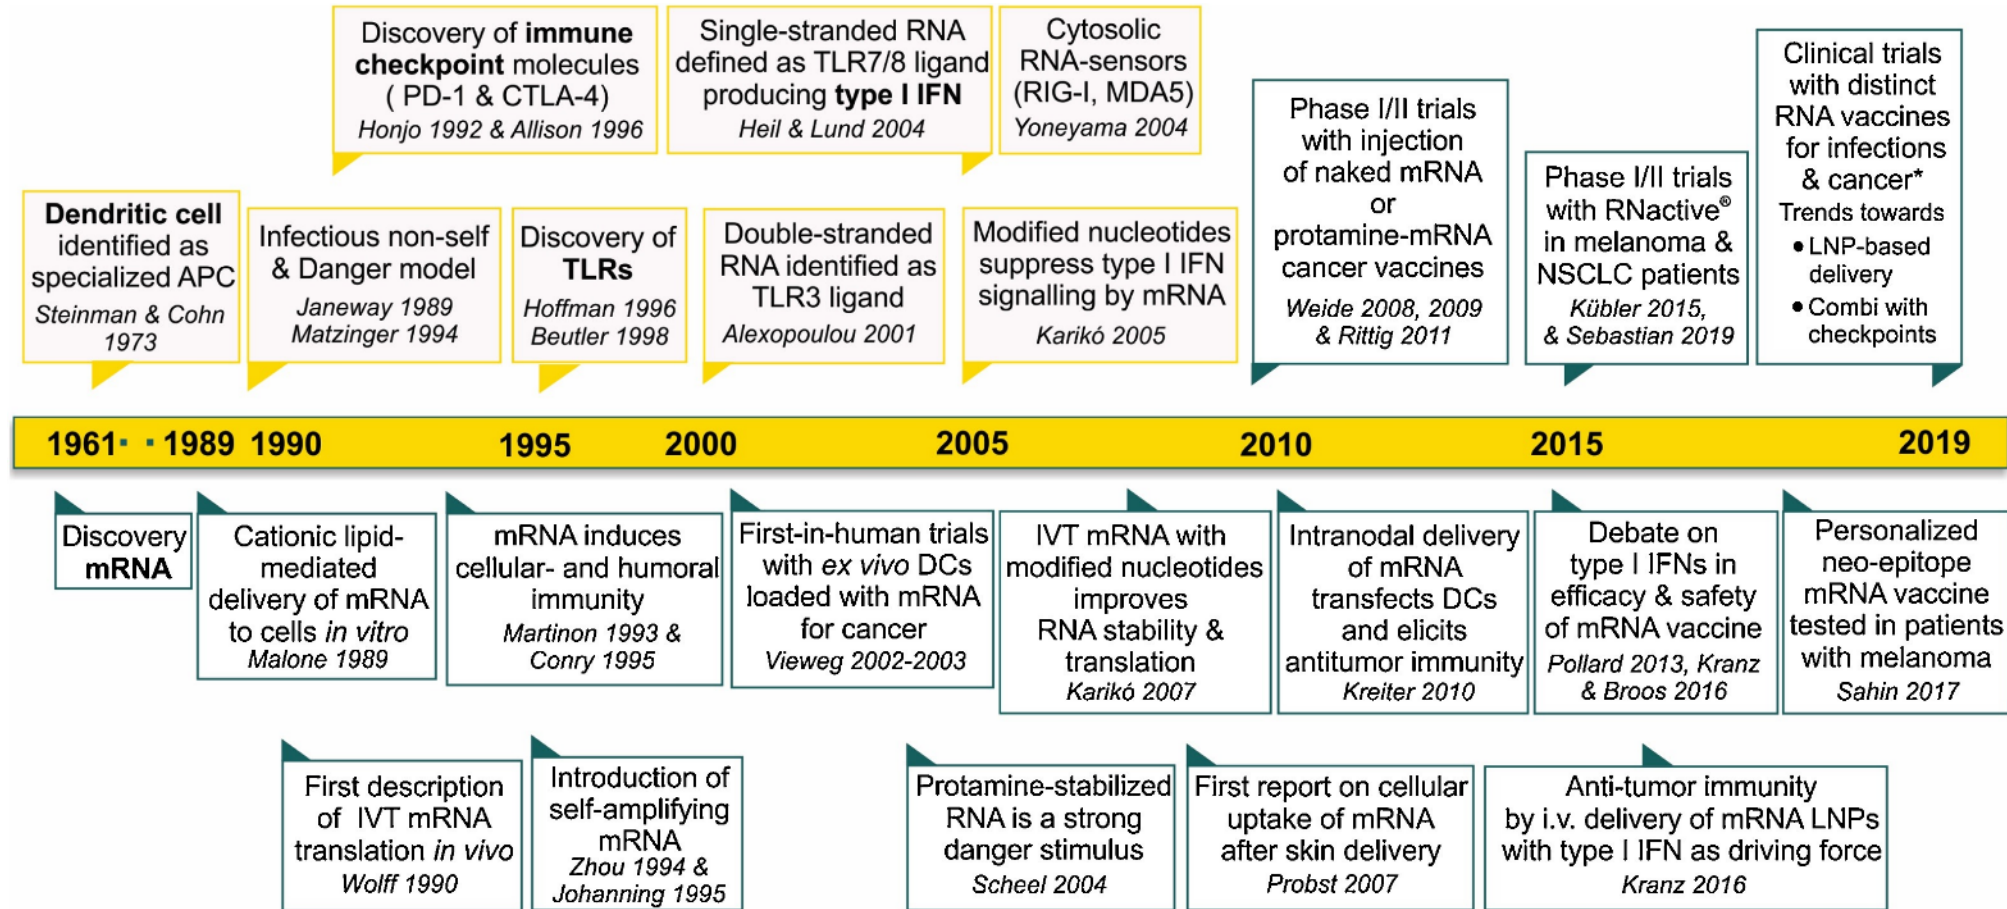 Discovery of immune
checkpoint molecules
( PD-1 & CTLA-4)
Honjo 1992 & Allison 1996
Single-stranded RNA
defined as TLR7/8 ligand
producing type I IFN
Heil & Lund 2004
Cytosolic
RNA-sensors
(RIG-I, MDA5)
Yoneyama 2004
Dendritic cell
identified as
specialized APC
Steinman & Cohn
1973
Infectious non-self
& Danger model
Janeway 1989
Matzinger 1994
Discovery of
TLRs
Hoffman 1996
Beutler 1998
Double-stranded
RNA identified as
TLR3 ligand
Alexopoulou 2001
Modified nucleotides
suppress type I IFN
signalling by mRNA
Karikó 2005
Phase I/II trials
with injection
of naked mRNA
or
protamine-mRNA
cancer vaccines
Weide 2008, 2009
& Rittig 2011
Phase I/II trials
with RNactive®
in melanoma &
NSCLC patients
Kübler 2015,
& Sebastian 2019
Clinical trials
with distinct
RNA vaccines
for infections
& cancer*
Trends towards
• LNP-based
delivery
• Combi with
checkpoints
1961 · · 1989 1990 1995 2000 2005 2010 2015 2019
Discovery
mRNA
Cationic lipid-
mediated
delivery of mRNA
to cells in vitro
Malone 1989
mRNA induces
cellular- and humoral
immunity
Martinon 1993 &
Conry 1995
First-in-human trials
with ex vivo DCs
loaded with mRNA
for cancer
Vieweg 2002-2003
IVT mRNA with
modified nucleotides
improves
RNA stability &
translation
Karikó 2007
Intranodal delivery
of mRNA
transfects DCs
and elicits
antitumor immunity
Kreiter 2010
Debate on
type I IFNs in
efficacy & safety
of mRNA vaccine
Pollard 2013, Kranz
& Broos 2016
Personalized
neo-epitope
mRNA vaccine
tested in patients
with melanoma
Sahin 2017
First description
of IVT mRNA
translation in vivo
Wolff 1990
Introduction of
self-amplifying
mRNA
Zhou 1994 &
Johanning 1995
Protamine-stabilized
RNA is a strong
danger stimulus
Scheel 2004
First report on cellular
uptake of mRNA
after skin delivery
Probst 2007
Anti-tumor immunity
by i.v. delivery of mRNA LNPs
with type I IFN as driving force
Kranz 2016